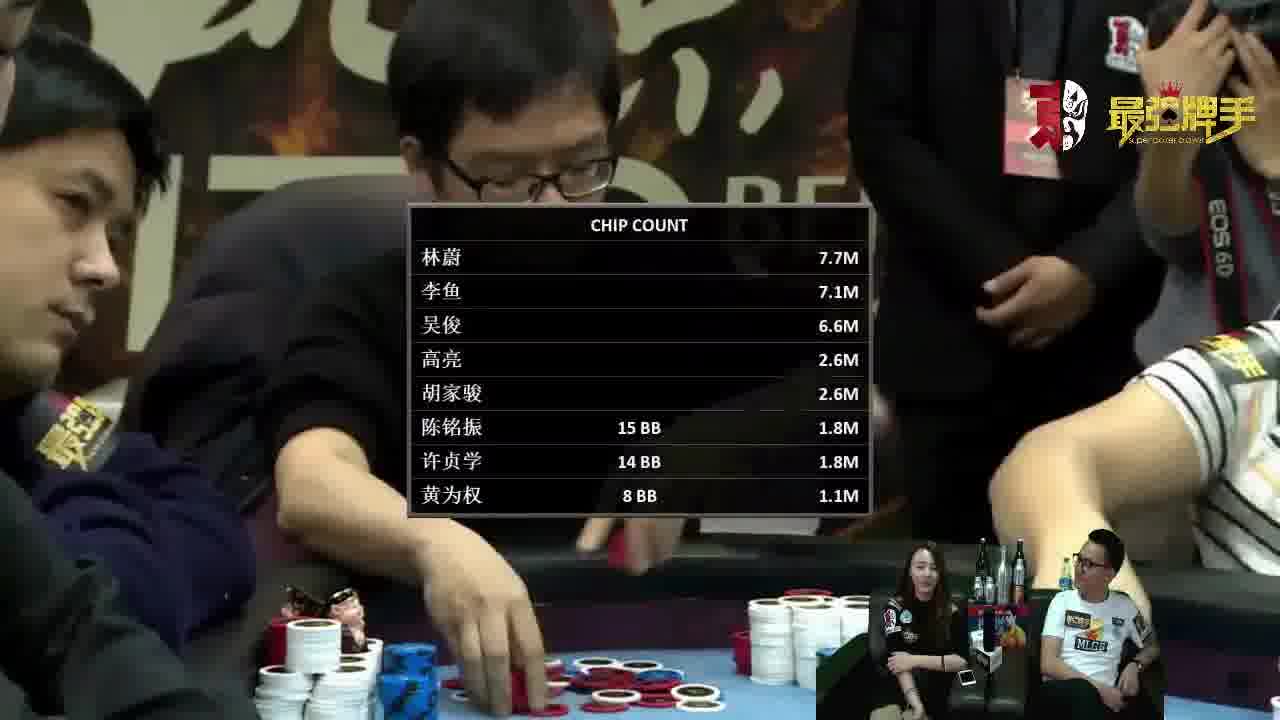 最强牌手
superpokerbrawl
EOS 6D
CHIP COUNT
林蔚 7.7M
李鱼 7.1M
吴俊 6.6M
高亮 2.6M
胡家骏 2.6M
陈铭振 15 BB 1.8M
许贞学 14 BB 1.8M
黄为权 8 BB 1.1M
MLGB